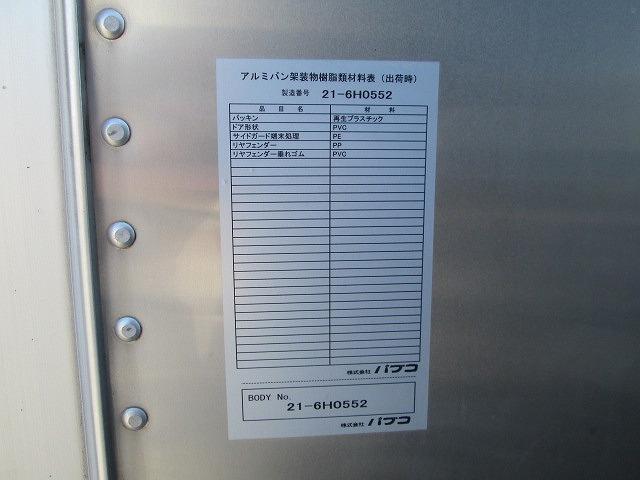 アルミバン架装物樹脂類材料表（出荷時）
製造番号 21-6H0552
品目名 材料
パッキン 再生プラスチック
ドア形状 PVC
サイドガード端末処理 PE
リヤフェンダー PP
リヤフェンダー垂れゴム PVC
株式会社 パブコ
BODY No.
21-6H0552
株式会社 パブコ